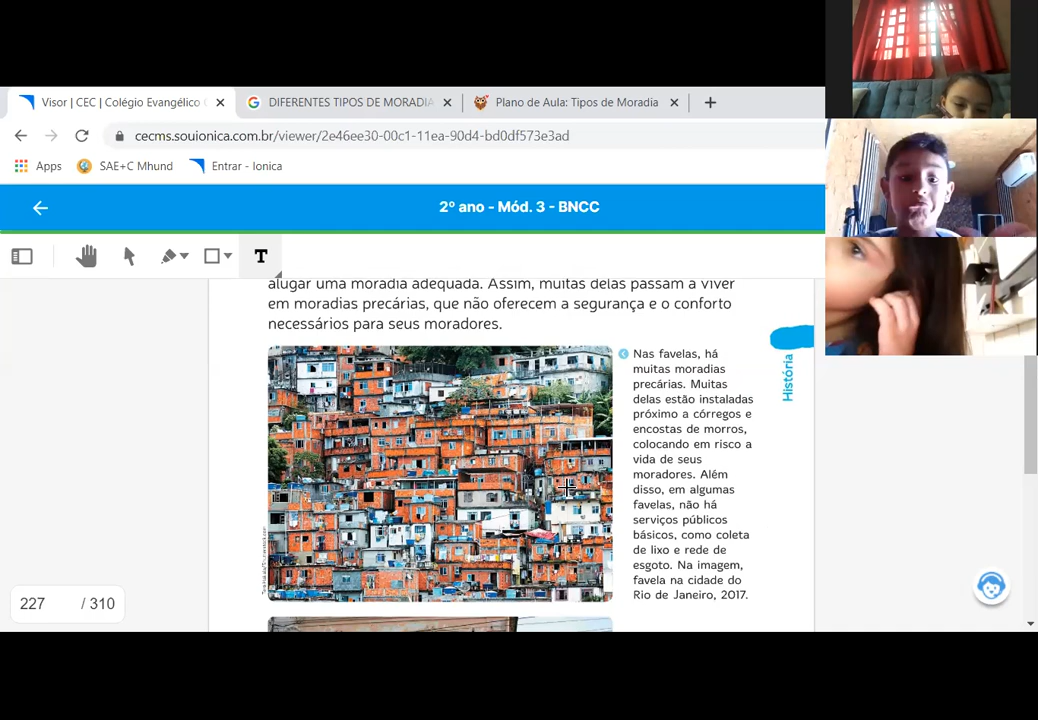 Visor | CEC | Colégio Evangélico
DIFERENTES TIPOS DE MORADIA
Plano de Aula: Tipos de Moradia
cecms.souionica.com.br/viewer/2e46ee30-00c1-11ea-90d4-bd0df573e3ad
Apps
SAE+C Mhund
Entrar - Ionica
2º ano - Mód. 3 - BNCC
T
alugar uma moradia adequada. Assim, muitas delas passam a viver
em moradias precárias, que não oferecem a segurança e o conforto
necessários para seus moradores.
Nas favelas, há
muitas moradias
precárias. Muitas
delas estão instaladas
próximo a córregos e
encostas de morros,
colocando em risco a
vida de seus
moradores. Além
disso, em algumas
favelas, não há
serviços públicos
básicos, como coleta
de lixo e rede de
esgoto. Na imagem,
favela na cidade do
Rio de Janeiro, 2017.
História
227 / 310